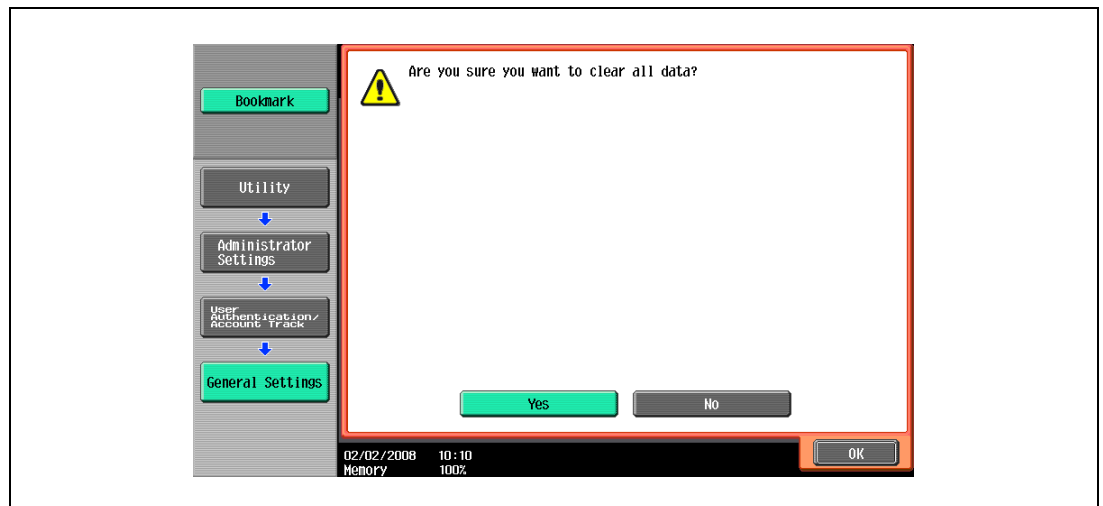 Are you sure you want to clear all data?
Bookmark
Utility
Administrator
Settings
User
Authentication/
Account Track
General Settings
Yes
No
02/02/2008 10:10
Memory 100%
OK